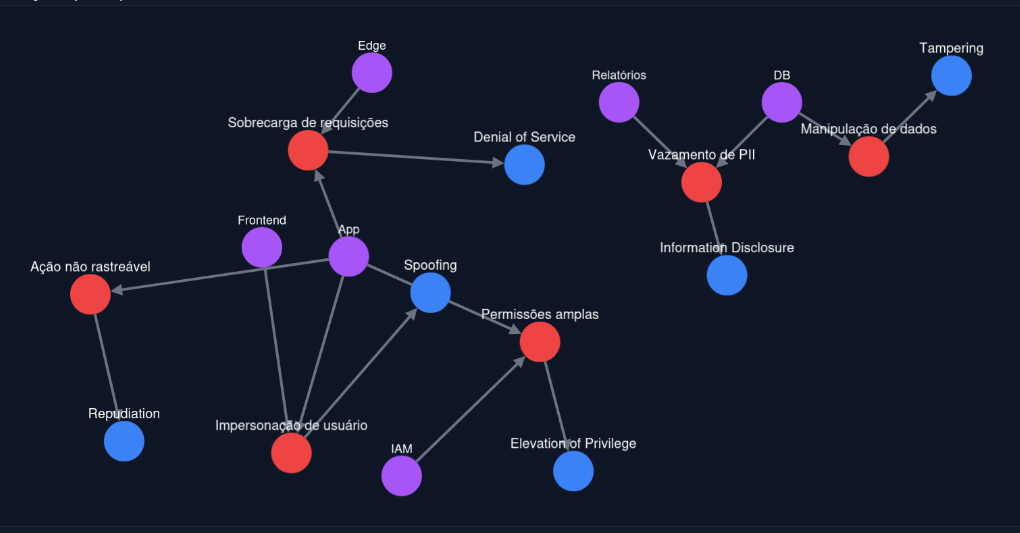 Edge
Tampering
Relatórios
DB
Sobrecarga de requisições
Denial of Service
Manipulação de dados
Vazamento de PII
Frontend
App
Information Disclosure
Ação não rastreável
Spoofing
Permissões amplas
Repudiation
Impersonação de usuário
IAM
Elevation of Privilege